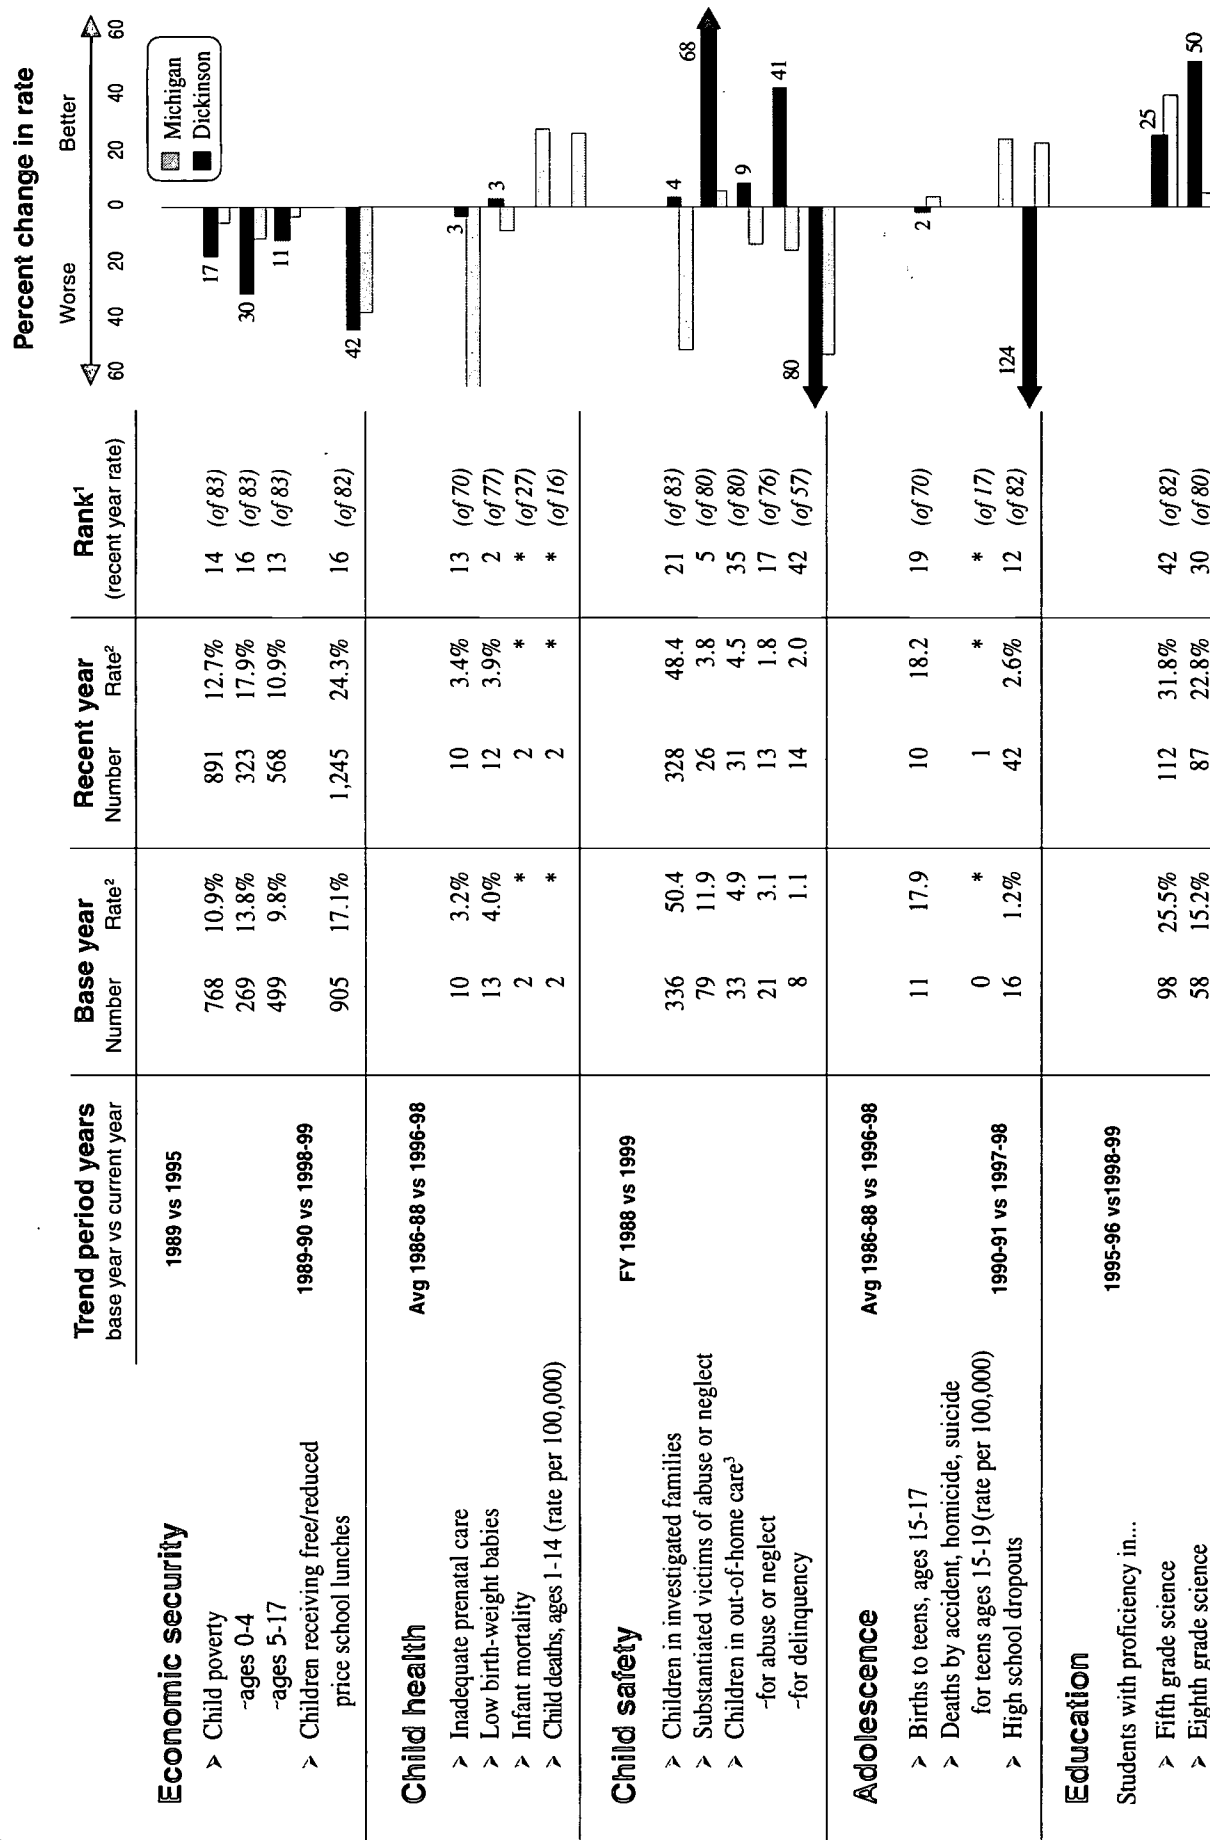 Percent change in rate
Trend period years Base year Recent year Rank¹ Worse Better
base year vs current year Number Rate² Number Rate² (recent year rate) 60 40 20 0 20 40 60
Michigan
Dickinson
Economic security
1989 vs 1995
➢ Child poverty 768 10.9% 891 12.7% 14 (of 83) 17
~ages 0-4 269 13.8% 323 17.9% 16 (of 83) 30
~ages 5-17 499 9.8% 568 10.9% 13 (of 83) 11
➢ Children receiving free/reduced 1989-90 vs 1998-99
price school lunches 905 17.1% 1,245 24.3% 16 (of 82) 42
Child health
Avg 1986-88 vs 1996-98
➢ Inadequate prenatal care 10 3.2% 10 3.4% 13 (of 70) 3
➢ Low birth-weight babies 13 4.0% 12 3.9% 2 (of 77) 3
➢ Infant mortality 2 * 2 * * (of 27)
➢ Child deaths, ages 1-14 (rate per 100,000) 2 * 2 * * (of 16)
Child safety
FY 1988 vs 1999
➢ Children in investigated families 336 50.4 328 48.4 21 (of 83) 4
➢ Substantiated victims of abuse or neglect 79 11.9 26 3.8 5 (of 80) 68
➢ Children in out-of-home care³ 33 4.9 31 4.5 35 (of 80) 9
~for abuse or neglect 21 3.1 13 1.8 17 (of 76) 41
~for delinquency 8 1.1 14 2.0 42 (of 57) 80
Adolescence
Avg 1986-88 vs 1996-98
➢ Births to teens, ages 15-17 11 17.9 10 18.2 19 (of 70) 2
➢ Deaths by accident, homicide, suicide
for teens ages 15-19 (rate per 100,000) 0 * 1 * * (of 17)
➢ High school dropouts 1990-91 vs 1997-98 16 1.2% 42 2.6% 12 (of 82) 124
Education
Students with proficiency in.... 1995-96 vs1998-99
➢ Fifth grade science 98 25.5% 112 31.8% 42 (of 82) 25
➢ Eighth grade science 58 15.2% 87 22.8% 30 (of 80) 50